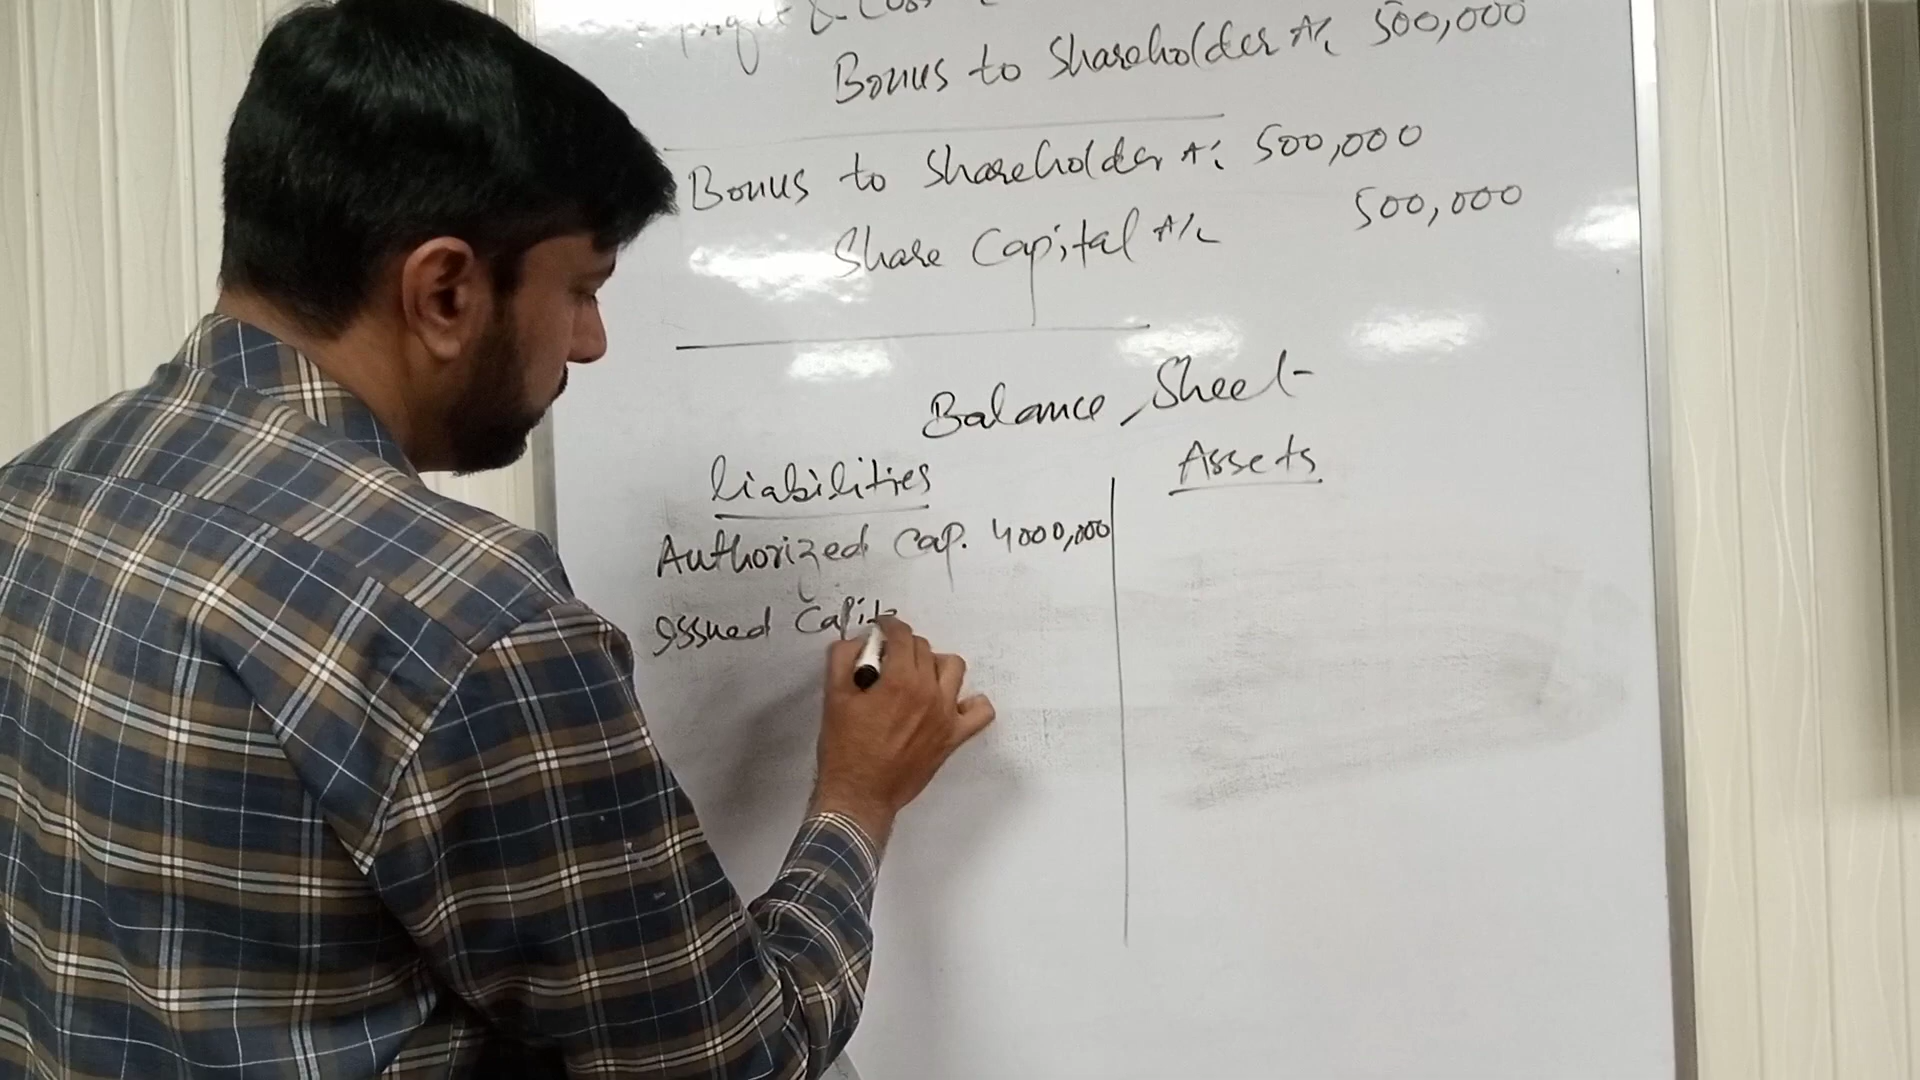 & Loss
Bonus to Shareholder A/c 500,000
Bonus to Shareholder A/c 500,000
Share Capital A/c 500,000
Balance Sheet
Liabilities Assets
Authorized Cap. 4000,000
Issued Capit